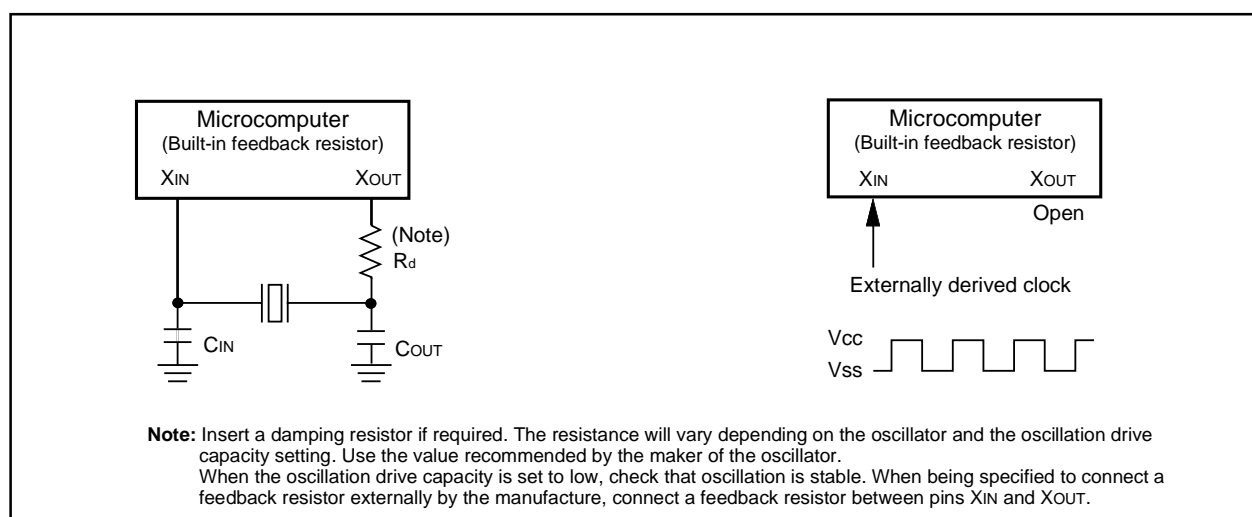 Microcomputer
(Built-in feedback resistor)
XIN XOUT
(Note)
Rd
CIN
COUT
Microcomputer
(Built-in feedback resistor)
XIN XOUT
Open
Externally derived clock
Vcc
Vss
Note: Insert a damping resistor if required. The resistance will vary depending on the oscillator and the oscillation drive
capacity setting. Use the value recommended by the maker of the oscillator.
When the oscillation drive capacity is set to low, check that oscillation is stable. When being specified to connect a
feedback resistor externally by the manufacture, connect a feedback resistor between pins XIN and XOUT.